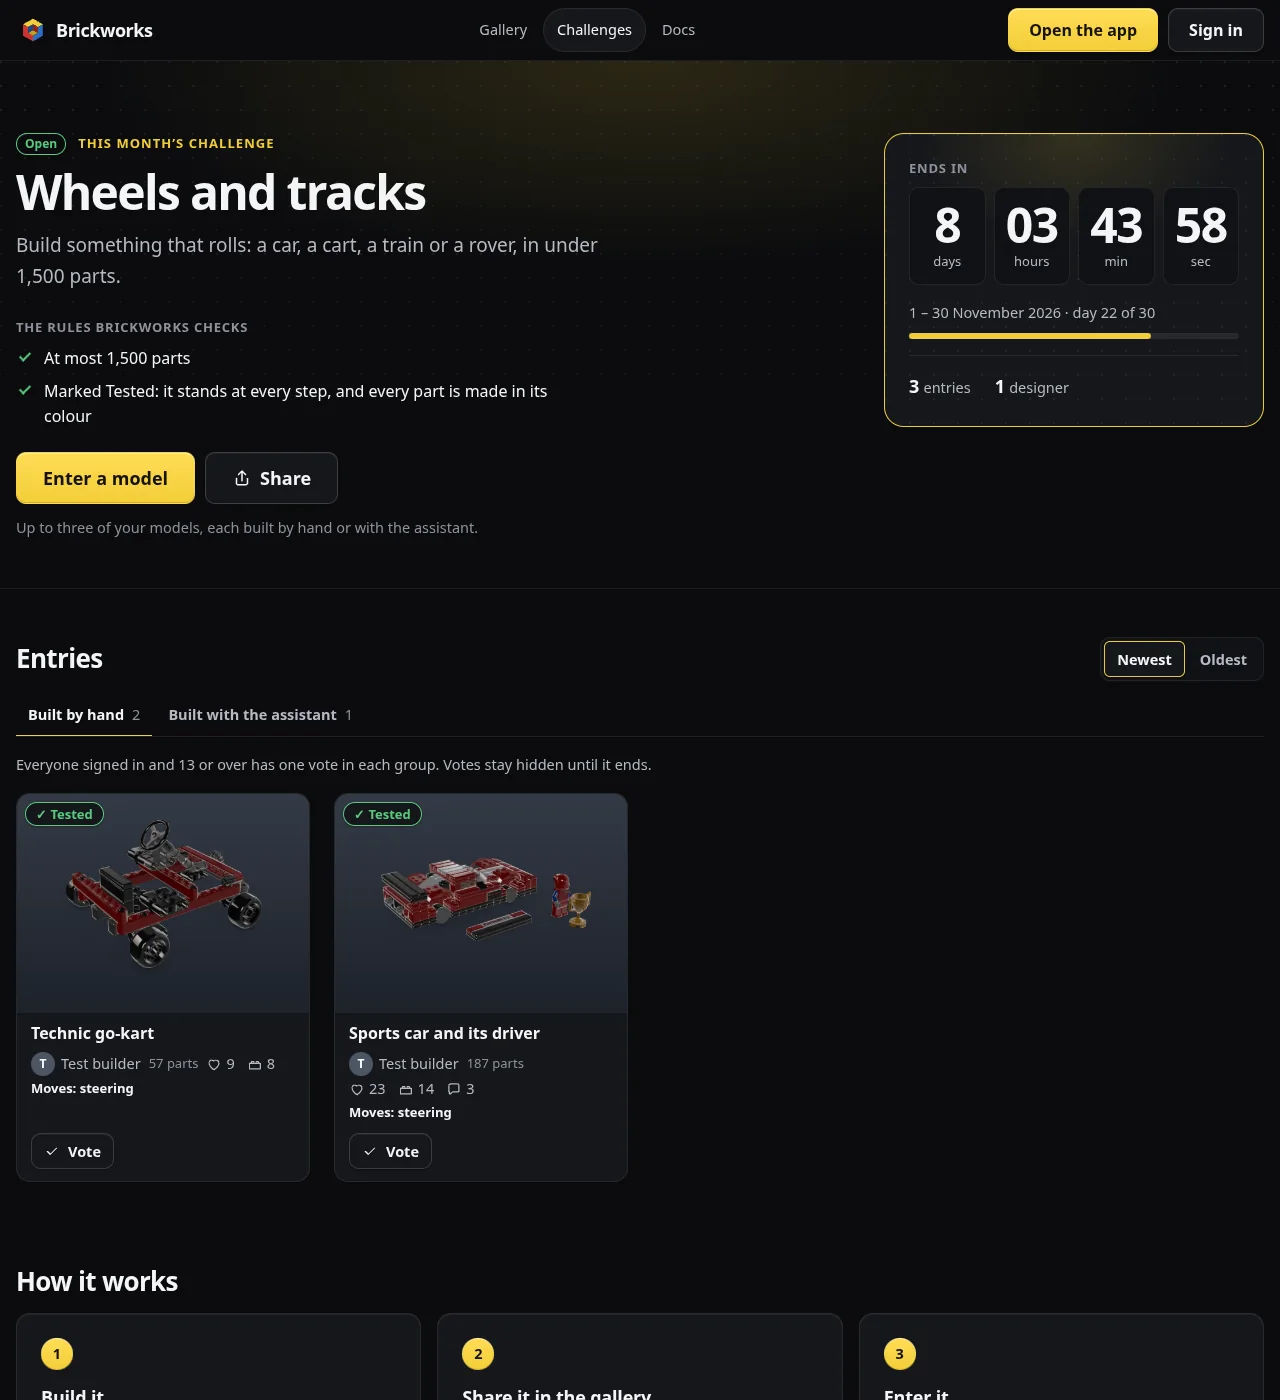 Brickworks
Gallery
Challenges
Docs
Open the app
Sign in
Open
THIS MONTH'S CHALLENGE
Wheels and tracks
Build something that rolls: a car, a cart, a train or a rover, in under
1,500 parts.
THE RULES BRICKWORKS CHECKS
At most 1,500 parts
Marked Tested: it stands at every step, and every part is made in its
colour
Enter a model
Share
Up to three of your models, each built by hand or with the assistant.
ENDS IN
8 03 43 58
days hours min sec
1 – 30 November 2026 · day 22 of 30
3 entries 1 designer
Entries
Newest
Oldest
Built by hand 2
Built with the assistant 1
Everyone signed in and 13 or over has one vote in each group. Votes stay hidden until it ends.
✓ Tested
Technic go-kart
T Test builder 57 parts 9 8
Moves: steering
Vote
✓ Tested
Sports car and its driver
T Test builder 187 parts
23 14 3
Moves: steering
Vote
How it works
1
Build it
2
Share it in the gallery
3
Enter it